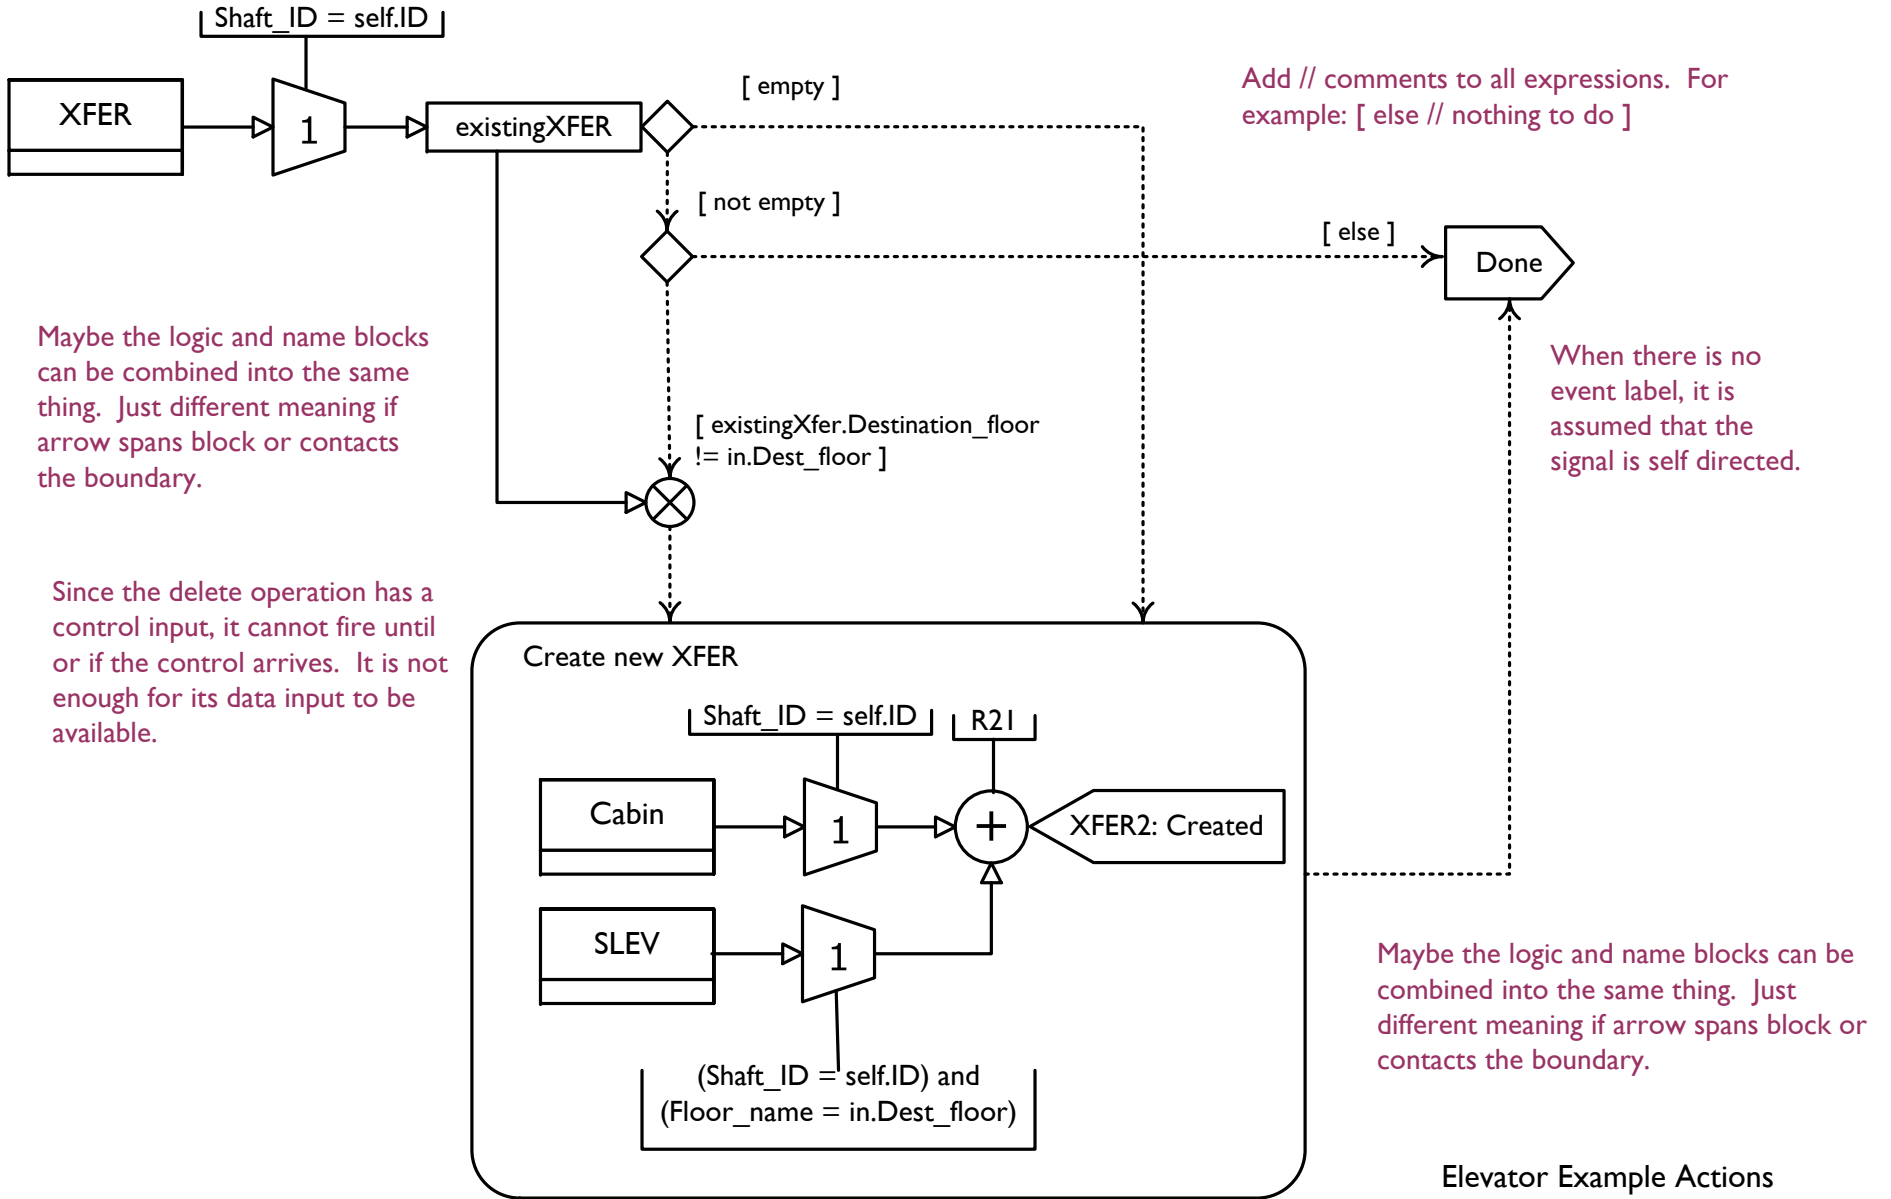 Shaft_ID = self.ID
XFER
1
existingXFER
[ empty ]
Add // comments to all expressions. For
example: [ else // nothing to do ]
[ not empty ]
[ else ]
Done
Maybe the logic and name blocks
can be combined into the same
thing. Just different meaning if
arrow spans block or contacts
the boundary.
When there is no
event label, it is
assumed that the
signal is self directed.
[ existingXfer.Destination_floor
!= in.Dest_floor ]
Since the delete operation has a
control input, it cannot fire until
or if the control arrives. It is not
enough for its data input to be
available.
Create new XFER
Shaft_ID = self.ID
R21
Cabin
1
+
XFER2: Created
SLEV
1
(Shaft_ID = self.ID) and
(Floor_name = in.Dest_floor)
Maybe the logic and name blocks can be
combined into the same thing. Just
different meaning if arrow spans block or
contacts the boundary.
Elevator Example Actions